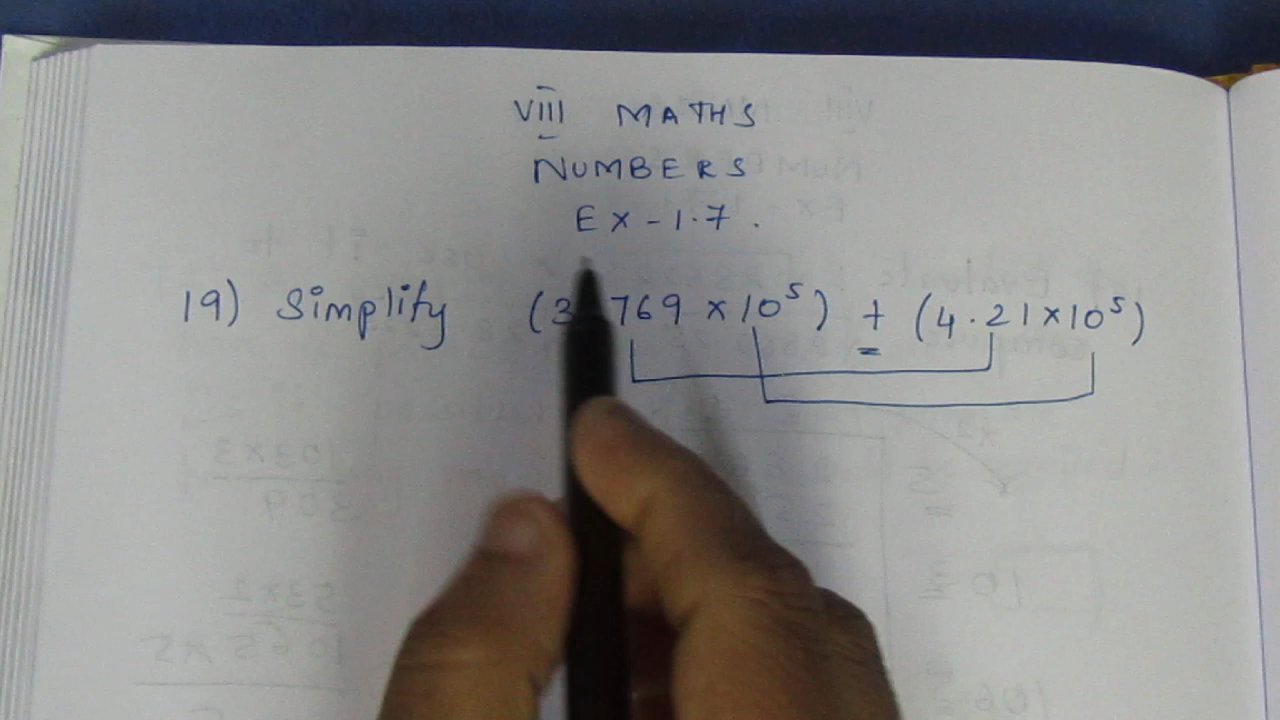 VIII MATHS
NUMBERS
EX - 1.7.
19) Simplify (3 769 × 10⁵) + (4.21×10⁵)